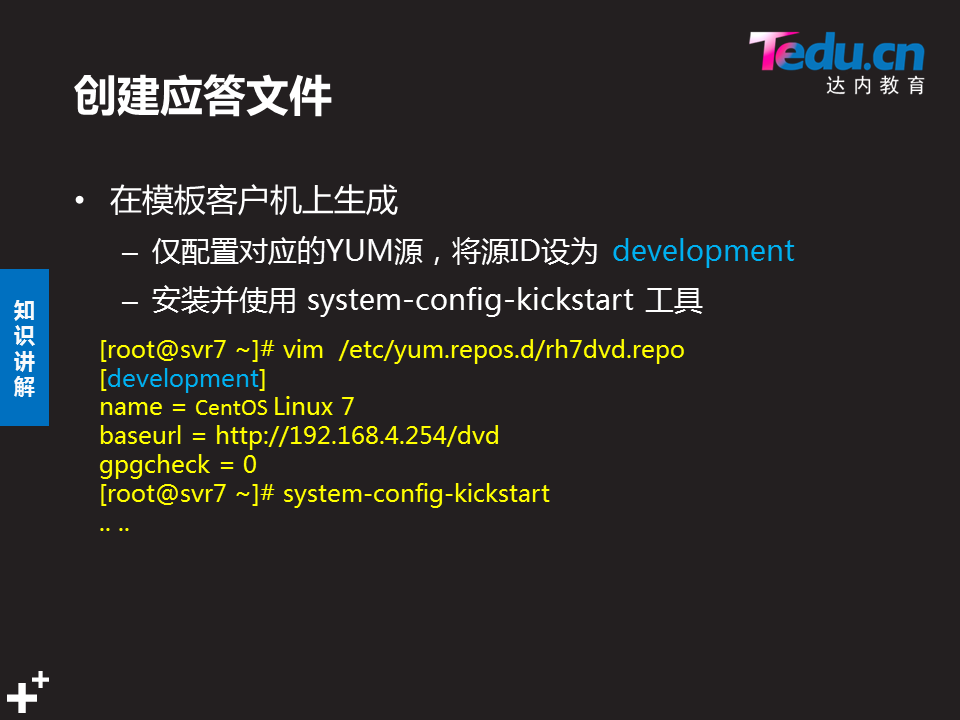 Tedu.cn
达内教育
创建应答文件
• 在模板客户机上生成
– 仅配置对应的YUM源，将源ID设为 development
– 安装并使用 system-config-kickstart 工具
知识讲解
[root@svr7 ~]# vim  /etc/yum.repos.d/rh7dvd.repo
[development]
name = CentOS Linux 7
baseurl = http://192.168.4.254/dvd
gpgcheck = 0
[root@svr7 ~]# system-config-kickstart
.. ..